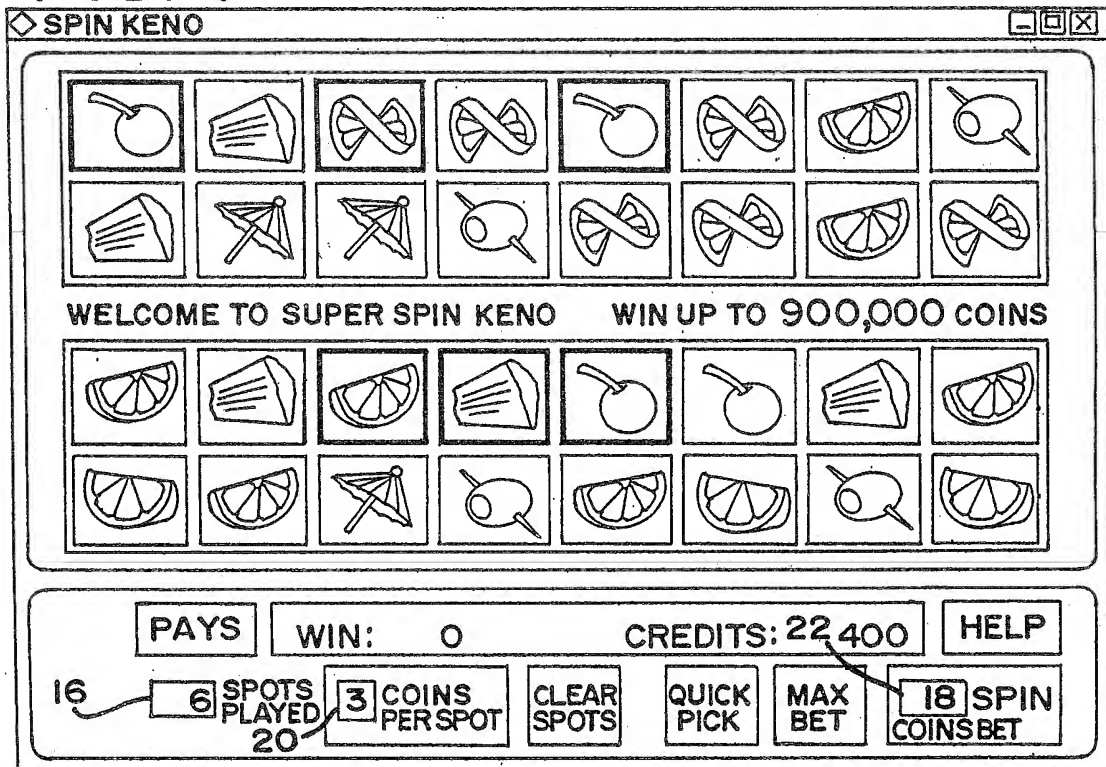 SPIN KENO
WELCOME TO SUPER SPIN KENO WIN UP TO 900,000 COINS
PAYS WIN: 0 CREDITS: 22 400 HELP
16 6 SPOTS PLAYED 3 COINS PER SPOT CLEAR SPOTS QUICK PICK MAX BET 18 SPIN COINS BET
20